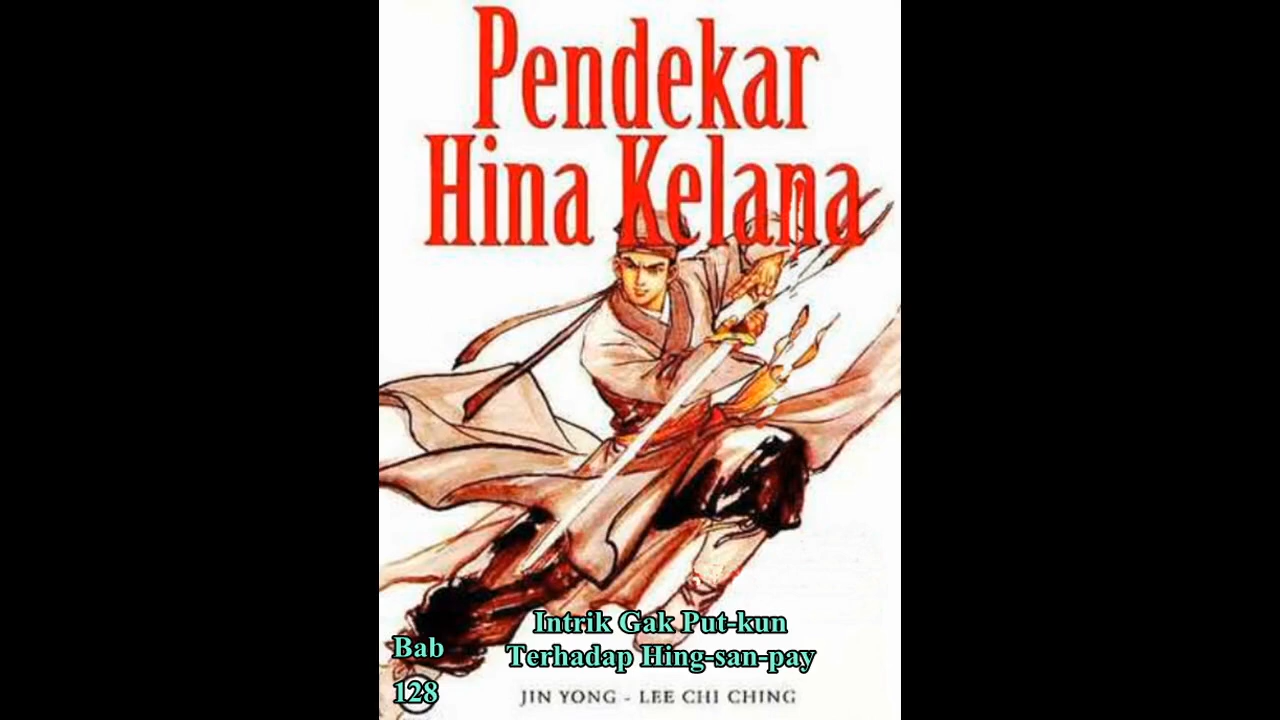 Pendekar
Hina Kelana
Intrik Gak Put-kun
Terhadap Hing-san-pay
Bab
128
JIN YONG - LEE CHI CHING